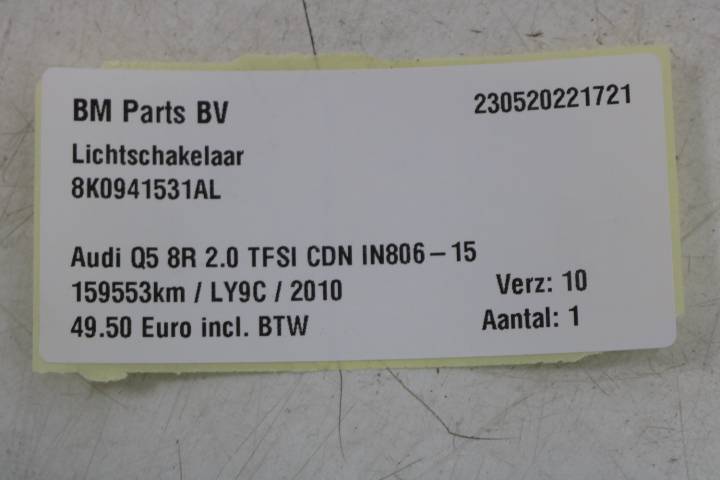 BM Parts BV 230520221721
Lichtschakelaar
8K0941531AL
Audi Q5 8R 2.0 TFSI CDN IN806-15
159553km / LY9C / 2010 Verz: 10
49.50 Euro incl. BTW Aantal: 1